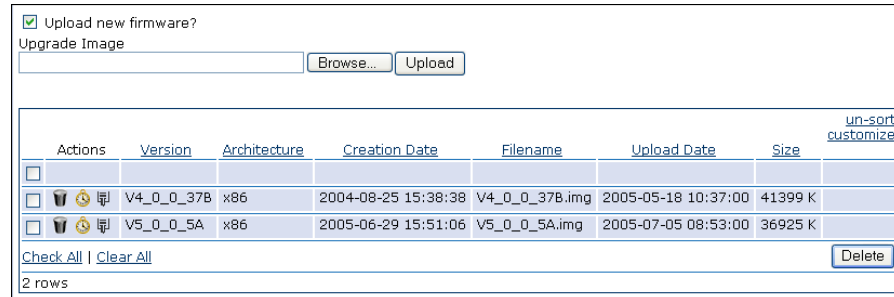 Upload new firmware?
Upgrade Image
Browse... Upload
un-sort
customize
Actions Version Architecture Creation Date Filename Upload Date Size
V4_0_0_37B x86 2004-08-25 15:38:38 V4_0_0_37B.img 2005-05-18 10:37:00 41399 K
V5_0_0_5A x86 2005-06-29 15:51:06 V5_0_0_5A.img 2005-07-05 08:53:00 36925 K
Check All | Clear All Delete
2 rows